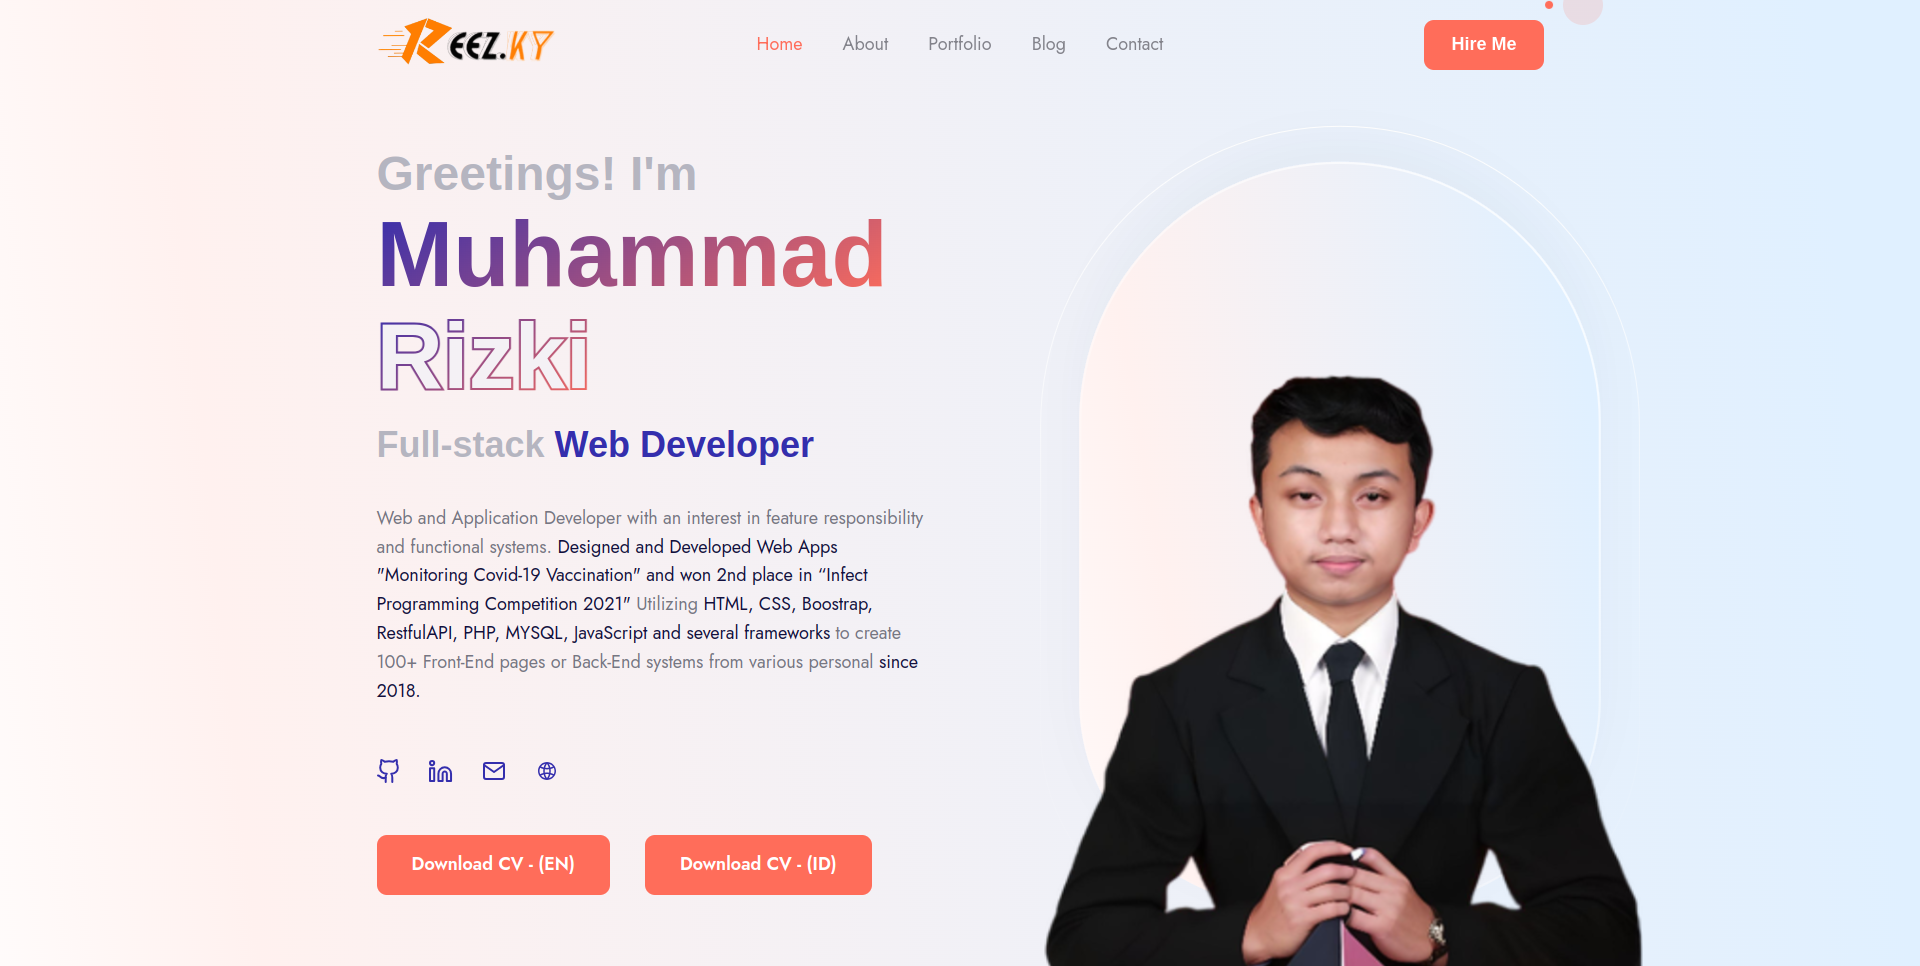 REEZ.KY
Home
About
Portfolio
Blog
Contact
Hire Me
Greetings! I'm
Muhammad
Rizki
Full-stack Web Developer
Web and Application Developer with an interest in feature responsibility
and functional systems. Designed and Developed Web Apps
"Monitoring Covid-19 Vaccination" and won 2nd place in “Infect
Programming Competition 2021" Utilizing HTML, CSS, Boostrap,
RestfulAPI, PHP, MYSQL, JavaScript and several frameworks to create
100+ Front-End pages or Back-End systems from various personal since
2018.
Download CV - (EN)
Download CV - (ID)